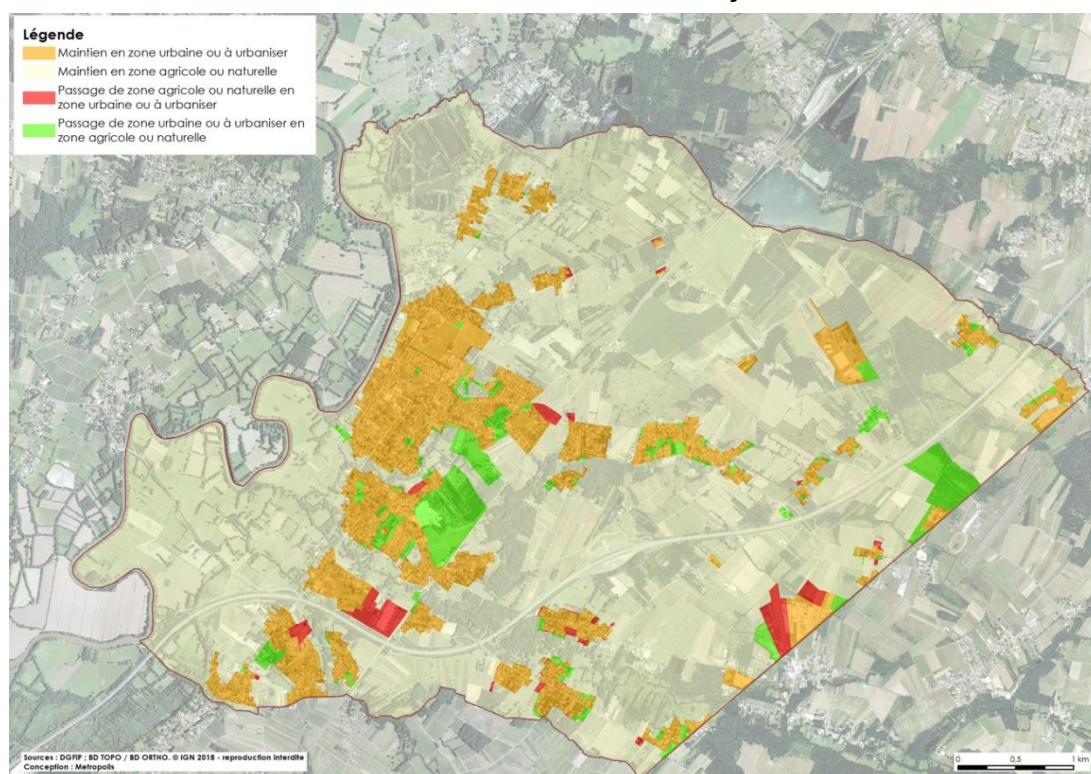 Légende
Maintien en zone urbaine ou à urbaniser
Maintien en zone agricole ou naturelle
Passage de zone agricole ou naturelle en
zone urbaine ou à urbaniser
Passage de zone urbaine ou à urbaniser en
zone agricole ou naturelle
Sources : DGFIP ; BD TOPO / BD ORTHO. © IGN 2018 - reproduction interdite
Conception : Metropolis
0 0,5 1 km